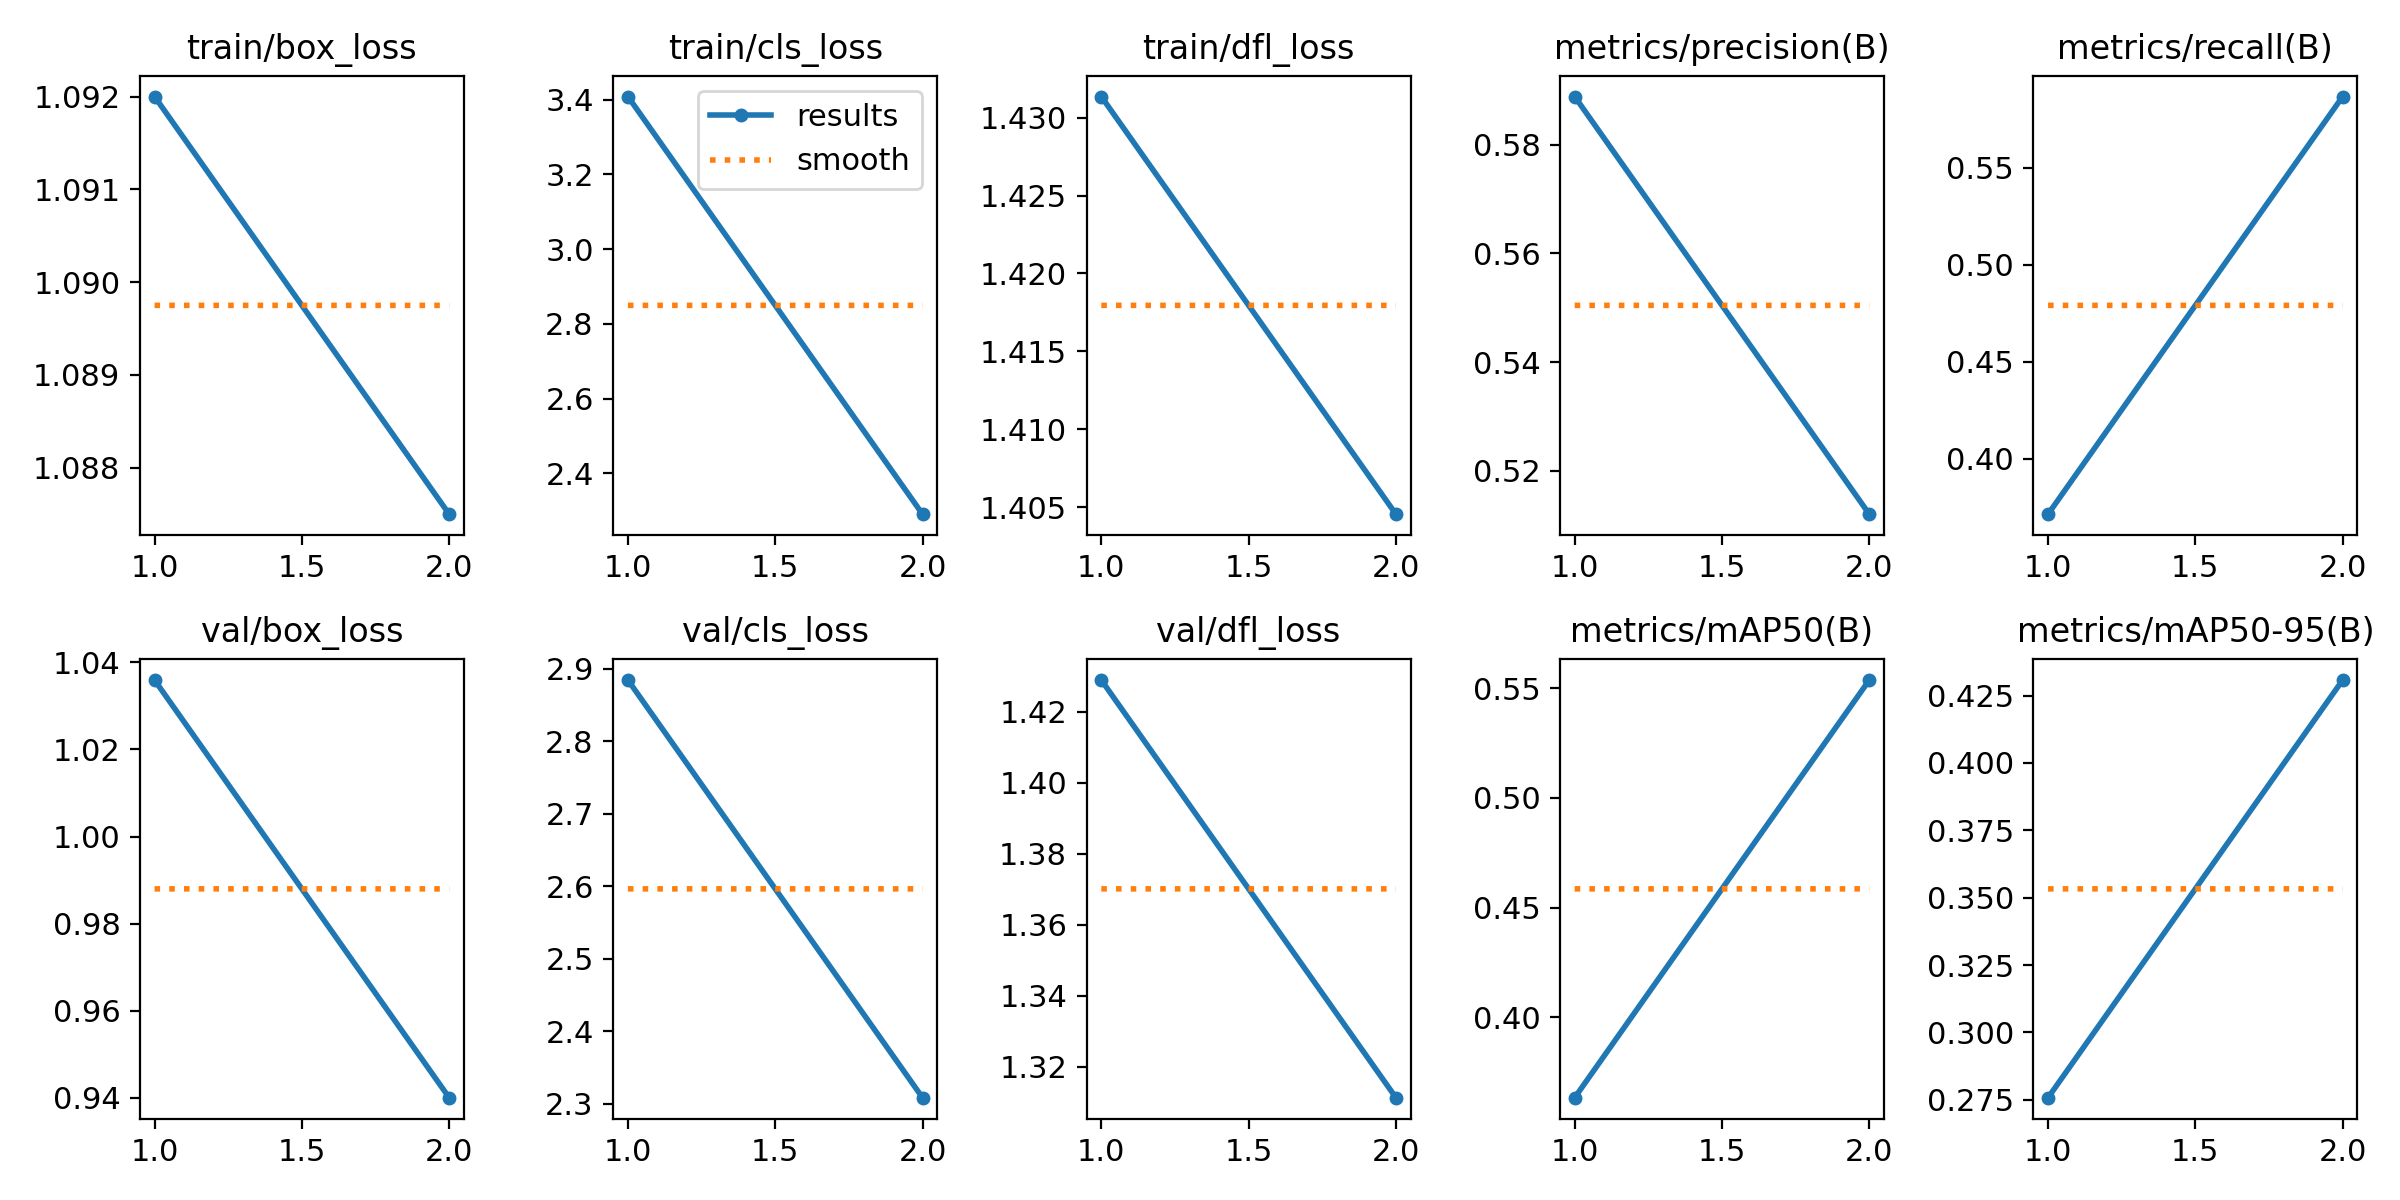 train/box_loss
1.092
1.091
1.090
1.089
1.088
1.0 1.5 2.0
train/cls_loss
results
smooth
3.4
3.2
3.0
2.8
2.6
2.4
1.0 1.5 2.0
train/dfl_loss
1.430
1.425
1.420
1.415
1.410
1.405
1.0 1.5 2.0
metrics/precision(B)
0.58
0.56
0.54
0.52
1.0 1.5 2.0
metrics/recall(B)
0.55
0.50
0.45
0.40
1.0 1.5 2.0
val/box_loss
1.04
1.02
1.00
0.98
0.96
0.94
1.0 1.5 2.0
val/cls_loss
2.9
2.8
2.7
2.6
2.5
2.4
2.3
1.0 1.5 2.0
val/dfl_loss
1.42
1.40
1.38
1.36
1.34
1.32
1.0 1.5 2.0
metrics/mAP50(B)
0.55
0.50
0.45
0.40
1.0 1.5 2.0
metrics/mAP50-95(B)
0.425
0.400
0.375
0.350
0.325
0.300
0.275
1.0 1.5 2.0